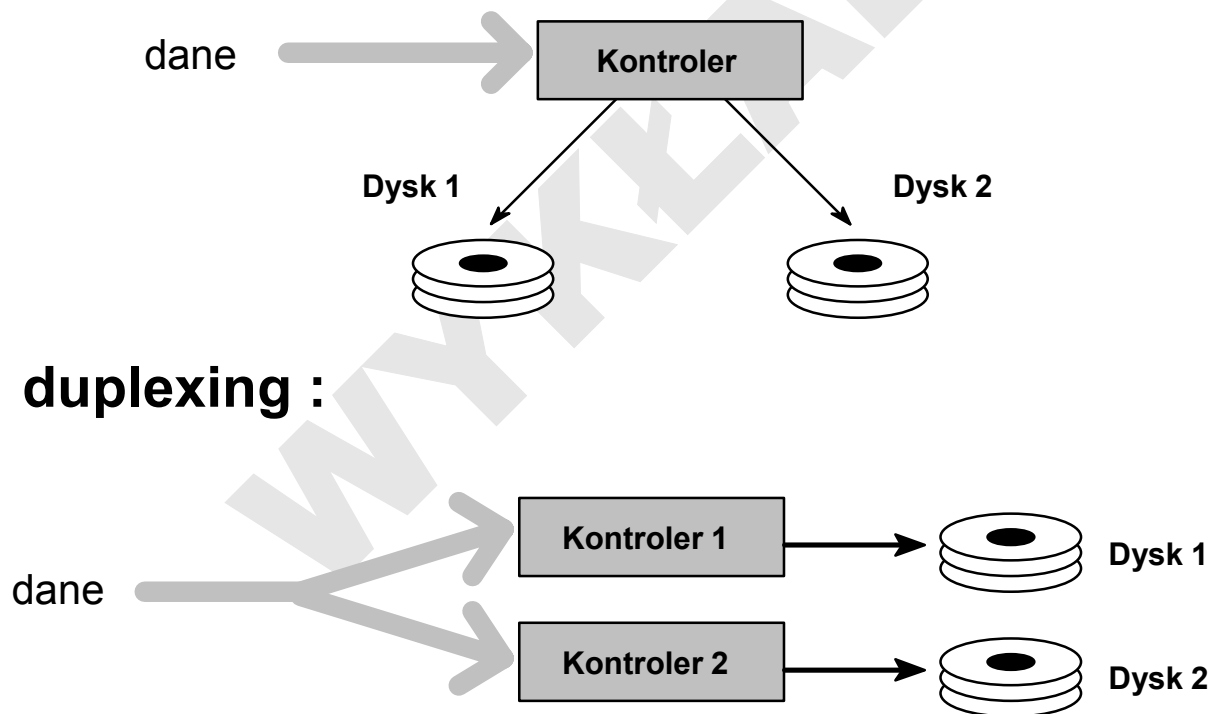 dane
Kontroler
Dysk 1
Dysk 2
duplexing :
Kontroler 1
Dysk 1
dane
Kontroler 2
Dysk 2